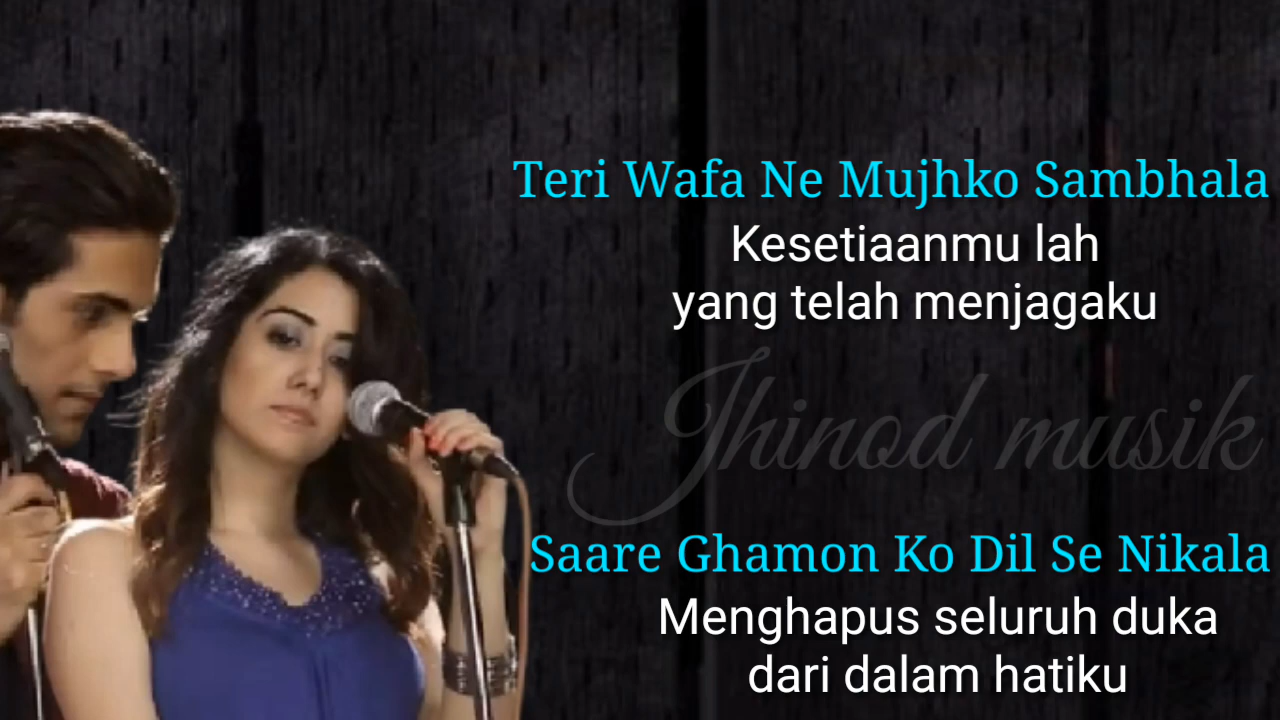 Teri Wafa Ne Mujhko Sambhala
Kesetiaanmu lah
yang telah menjagaku
Jhinod musik
Saare Ghamon Ko Dil Se Nikala
Menghapus seluruh duka
dari dalam hatiku